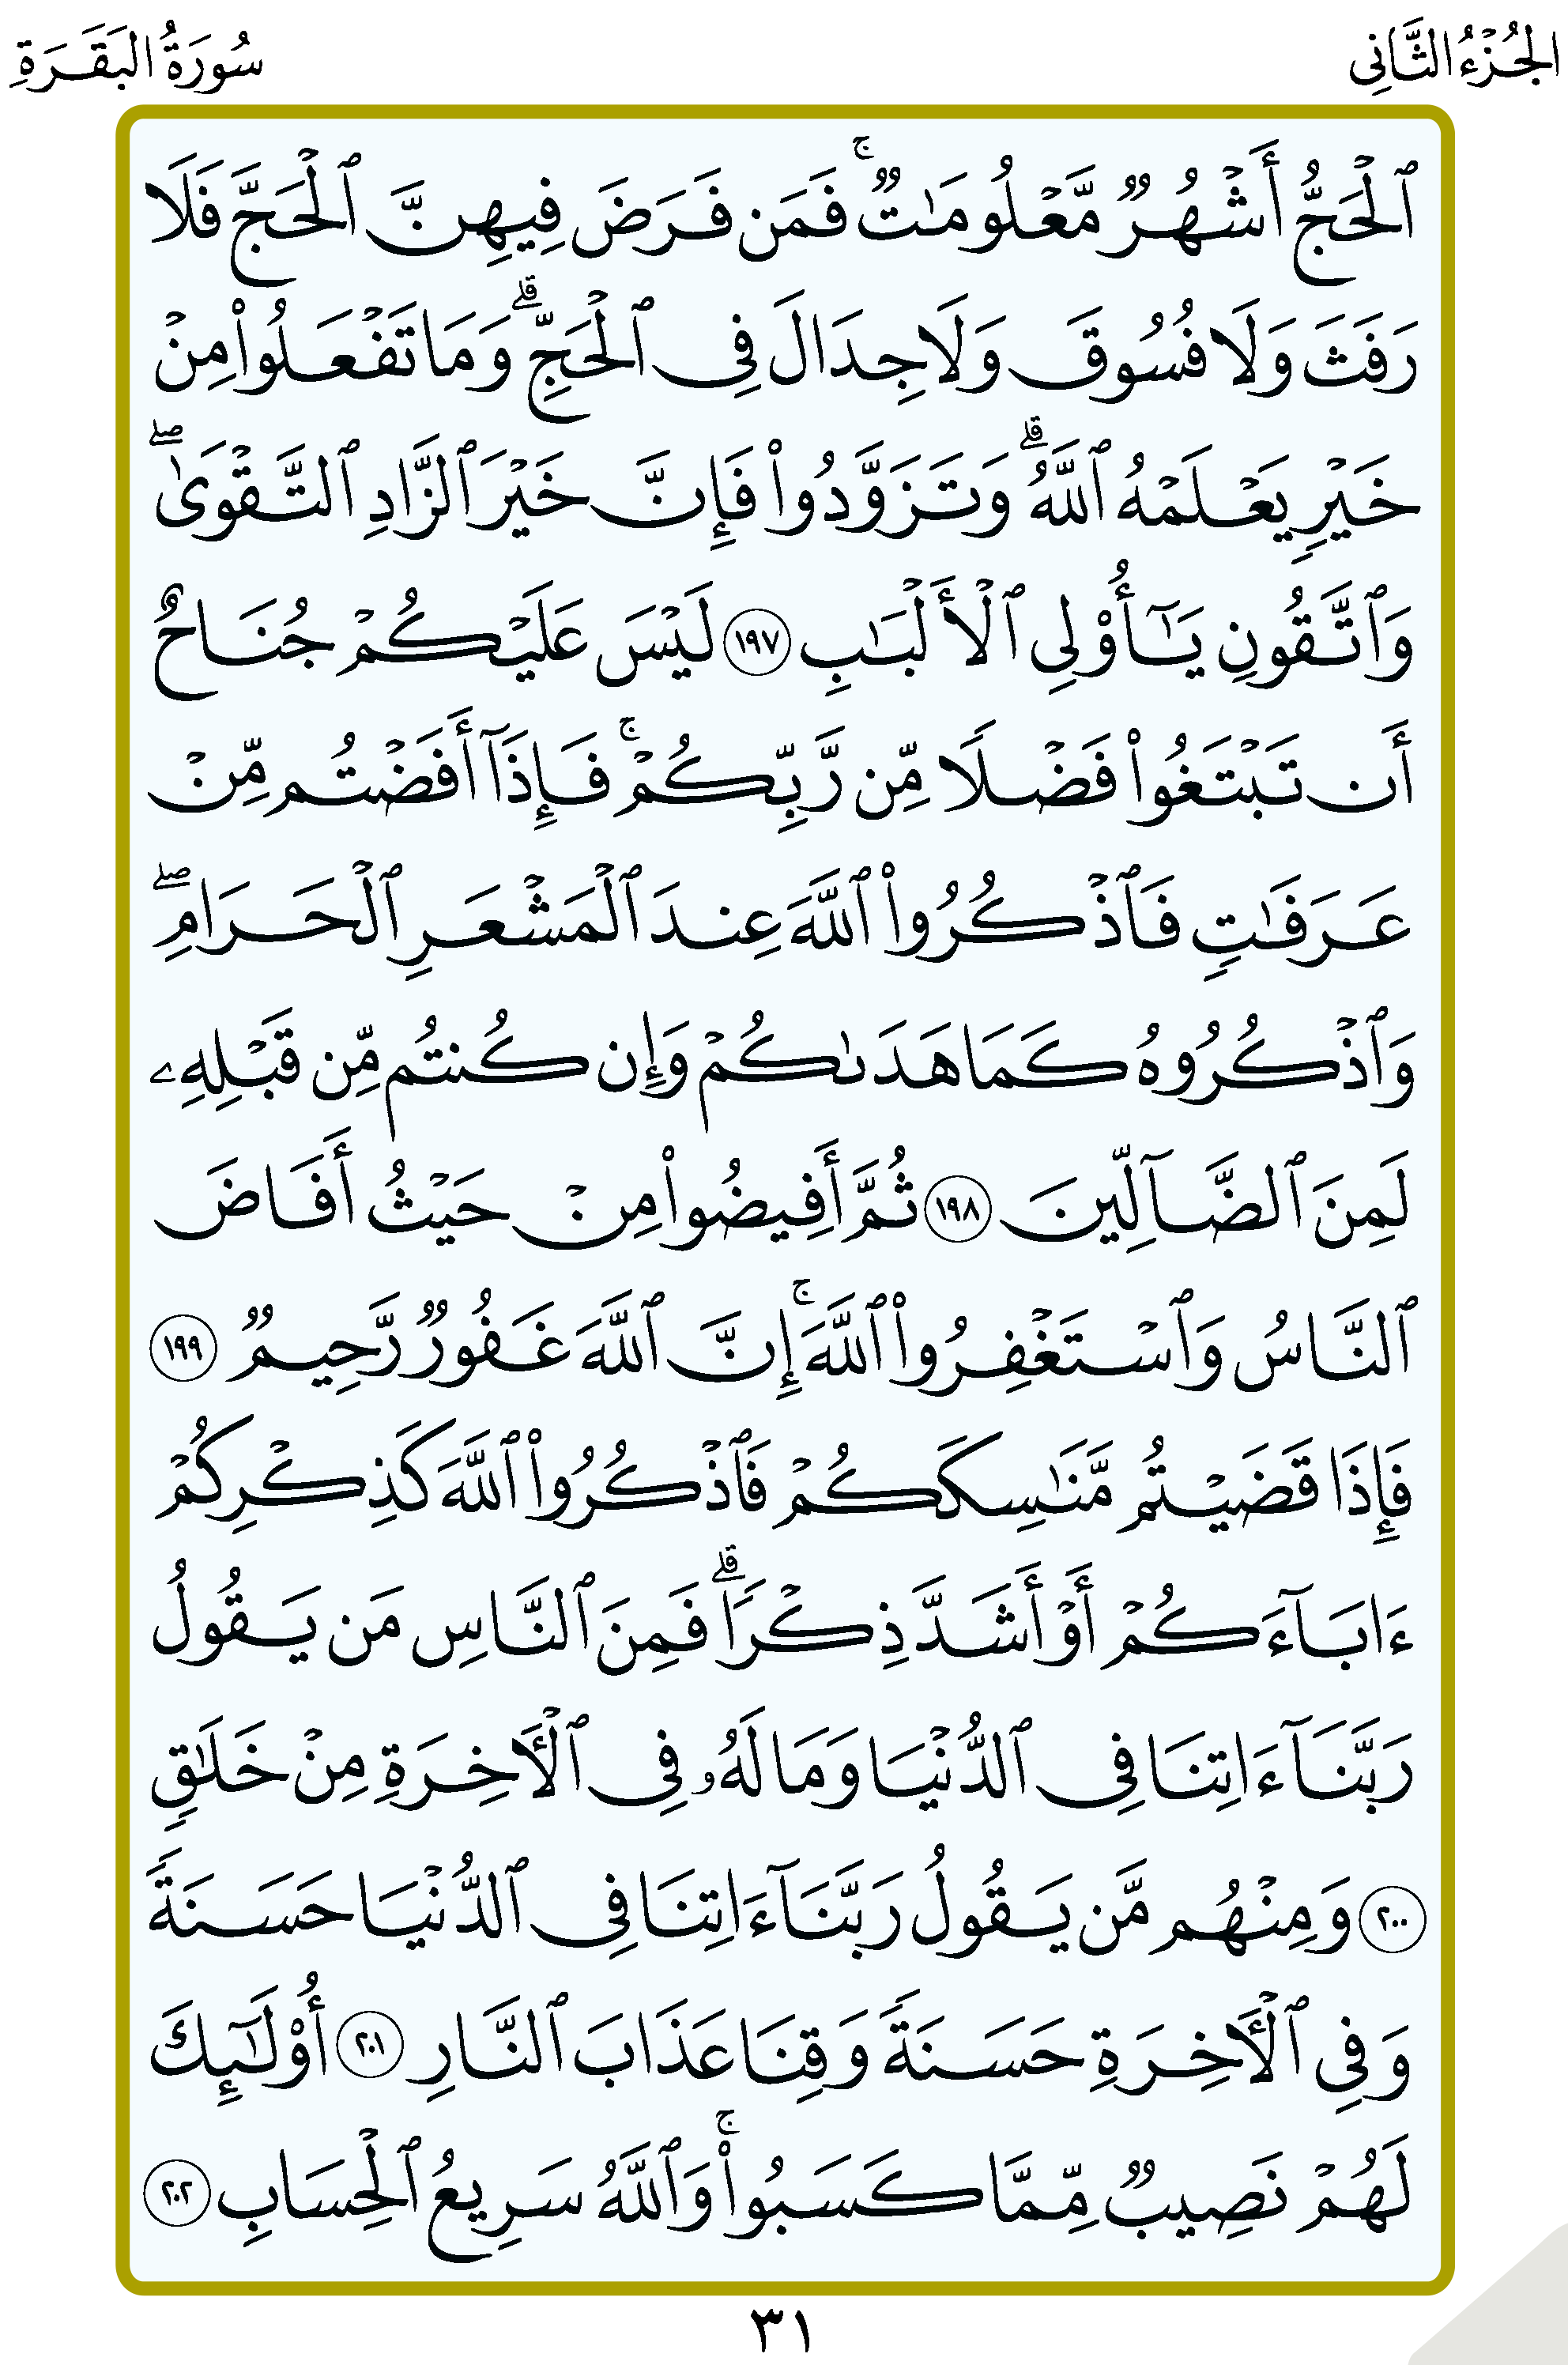 الجُزْءُ الثَّانِي
سُورَةُ البَقَرَةِ
ٱلْحَجُّ أَشْهُرٌ مَّعْلُومَٰتٌ ۚ فَمَن فَرَضَ فِيهِنَّ ٱلْحَجَّ فَلَا
رَفَثَ وَلَا فُسُوقَ وَلَا جِدَالَ فِى ٱلْحَجِّ ۗ وَمَا تَفْعَلُوا۟ مِنْ
خَيْرٍ يَعْلَمْهُ ٱللَّهُ ۗ وَتَزَوَّدُوا۟ فَإِنَّ خَيْرَ ٱلزَّادِ ٱلتَّقْوَىٰ ۖ
وَٱتَّقُونِ يَٰٓأُو۟لِى ٱلْأَلْبَٰبِ ١٩٧ لَيْسَ عَلَيْكُمْ جُنَاحٌ
أَن تَبْتَغُوا۟ فَضْلًا مِّن رَّبِّكُمْ ۚ فَإِذَآ أَفَضْتُم مِّنْ
عَرَفَٰتٍ فَٱذْكُرُوا۟ ٱللَّهَ عِندَ ٱلْمَشْعَرِ ٱلْحَرَامِ ۖ
وَٱذْكُرُوهُ كَمَا هَدَىٰكُمْ وَإِن كُنتُم مِّن قَبْلِهِۦ
لَمِنَ ٱلضَّآلِّينَ ١٩٨ ثُمَّ أَفِيضُوا۟ مِنْ حَيْثُ أَفَاضَ
ٱلنَّاسُ وَٱسْتَغْفِرُوا۟ ٱللَّهَ ۚ إِنَّ ٱللَّهَ غَفُورٌ رَّحِيمٌ ١٩٩
فَإِذَا قَضَيْتُم مَّنَٰسِكَكُمْ فَٱذْكُرُوا۟ ٱللَّهَ كَذِكْرِكُمْ
ءَابَآءَكُمْ أَوْ أَشَدَّ ذِكْرًا ۗ فَمِنَ ٱلنَّاسِ مَن يَقُولُ
رَبَّنَآ ءَاتِنَا فِى ٱلدُّنْيَا وَمَا لَهُۥ فِى ٱلْأَخِرَةِ مِنْ خَلَٰقٍ
٢٠٠ وَمِنْهُم مَّن يَقُولُ رَبَّنَآ ءَاتِنَا فِى ٱلدُّنْيَا حَسَنَةً
وَفِى ٱلْأَخِرَةِ حَسَنَةً وَقِنَا عَذَابَ ٱلنَّارِ ٢٠١ أُو۟لَٰٓئِكَ
لَهُمْ نَصِيبٌ مِّمَّا كَسَبُوا۟ ۚ وَٱللَّهُ سَرِيعُ ٱلْحِسَابِ ٢٠٢
٣١